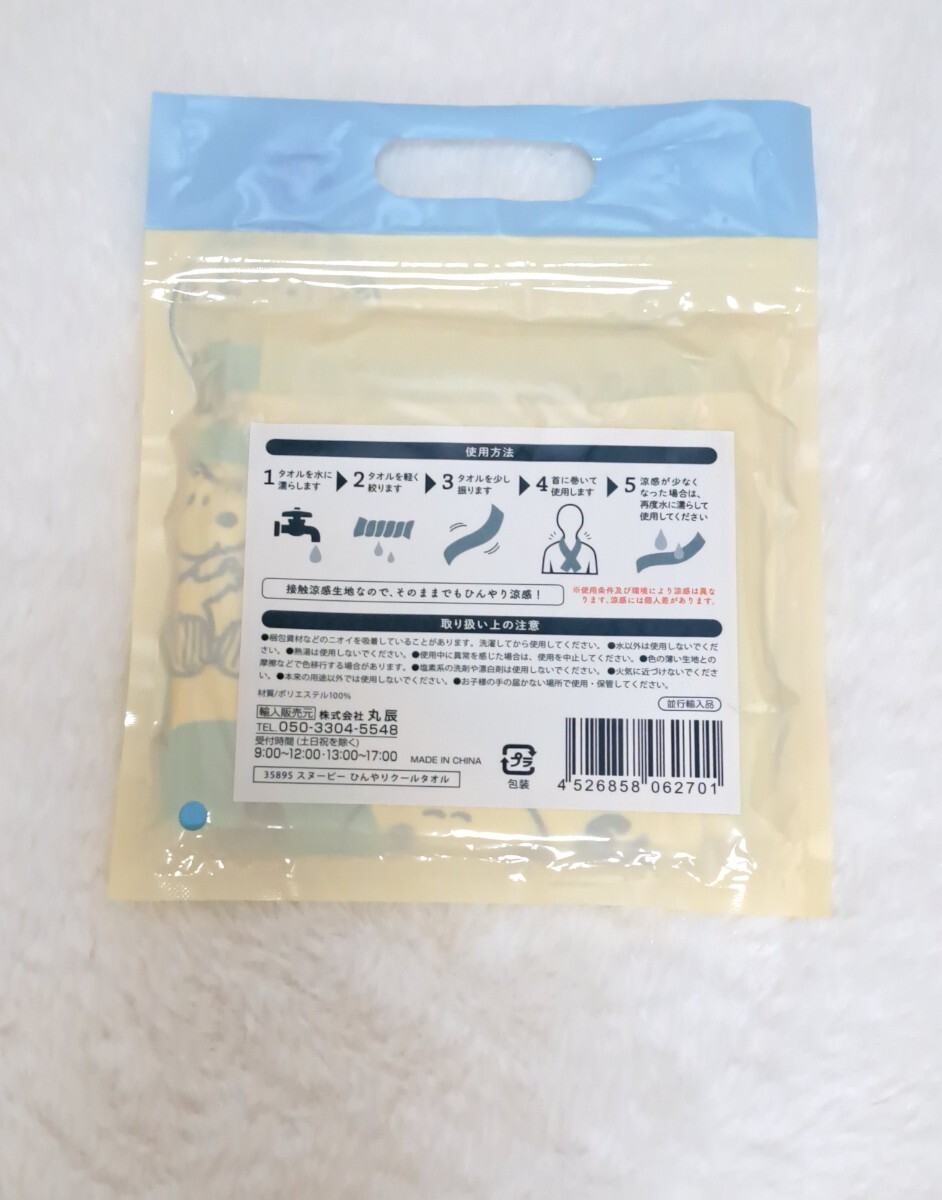 使用方法
1 タオルを水に
濡らします
2 タオルを軽く
絞ります
3 タオルを少し
振ります
4 首に巻いて
使用します
5 涼感が少なく
なった場合は、
再度水に濡らして
使用してください
接触涼感生地なので、そのままでもひんやり涼感！
※使用条件及び環境により涼感は異な
ります。涼感には個人差があります。
取り扱い上の注意
●梱包資材などのニオイを吸着していることがあります。洗濯してから使用してください。●水以外は使用しないでくだ
さい。●熱湯は使用しないでください。●使用中に異常を感じた場合は、使用を中止してください。●色の薄い生地との
摩擦などで色移行する場合があります。●塩素系の洗剤や漂白剤は使用しないでください。●火気に近づけないでくださ
い。●本来の用途以外では使用しないでください。●お子様の手の届かない場所で使用・保管してください。
材質/ポリエステル100%
並行輸入品
輸入販売元 株式会社 丸辰
TEL 050-3304-5548
受付時間(土日祝を除く)
9:00~12:00・13:00~17:00
MADE IN CHINA
35895 スヌーピー ひんやりクールタオル
プラ
包装
4 526858 062701